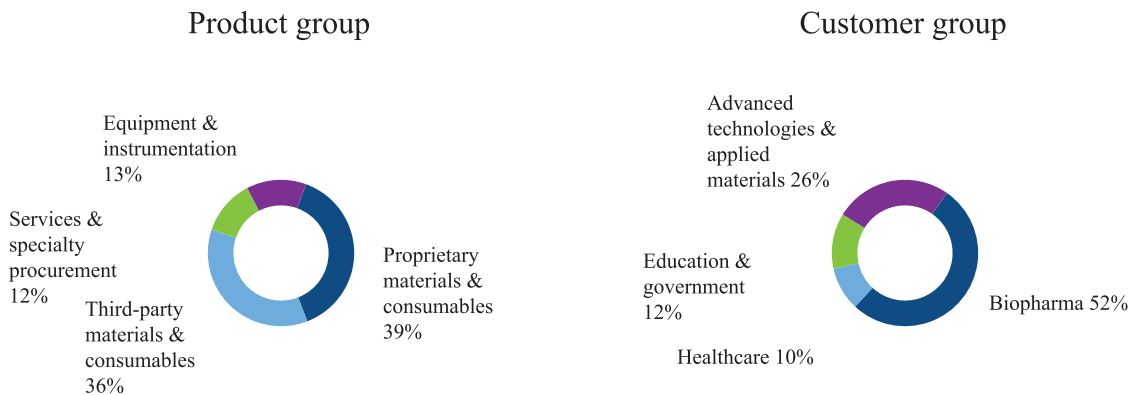 Product group
Equipment &
instrumentation
13%
Services &
specialty
procurement
12%
Third-party
materials &
consumables
36%
Proprietary
materials &
consumables
39%
Customer group
Advanced
technologies &
applied
materials 26%
Education &
government
12%
Healthcare 10%
Biopharma 52%